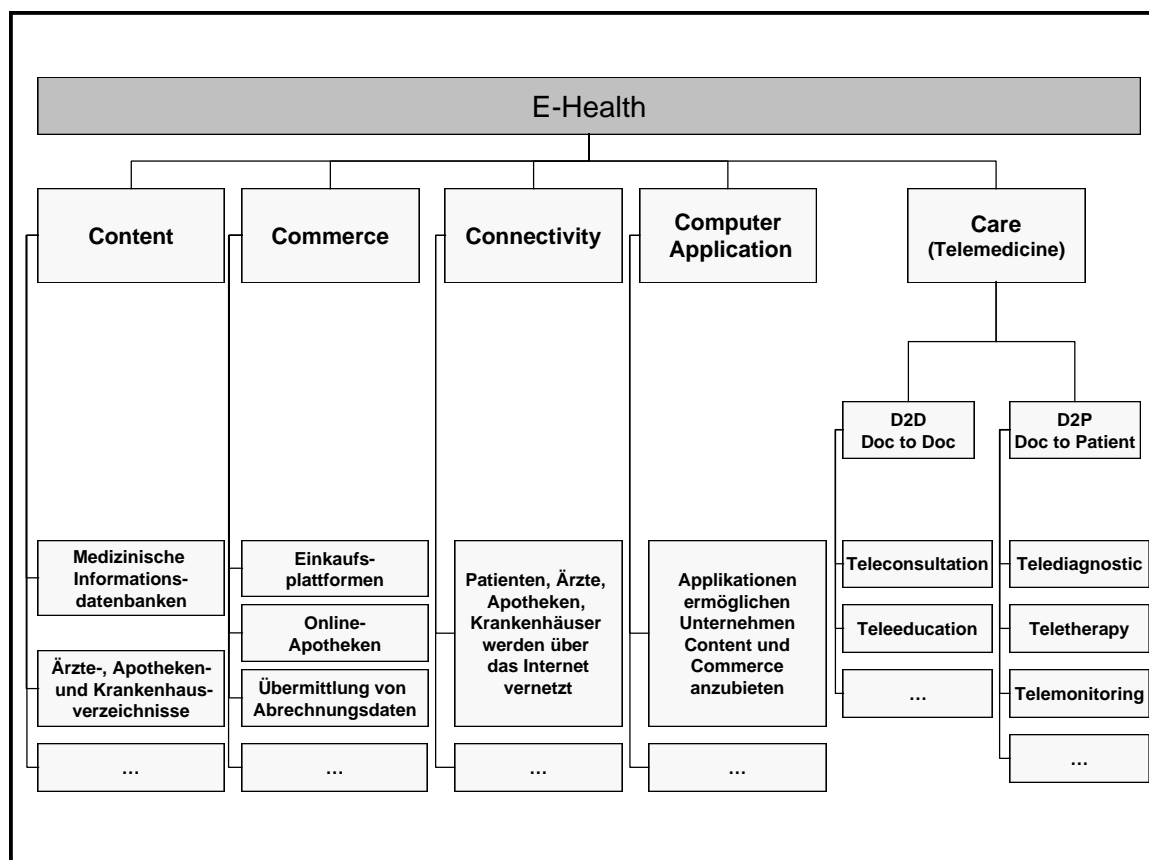 E-Health
Content
Commerce
Connectivity
Computer
Application
Care
(Telemedicine)
D2D
Doc to Doc
D2P
Doc to Patient
Medizinische
Informations-
datenbanken
Ärzte-, Apotheken-
und Krankenhaus-
verzeichnisse
…
Einkaufs-
plattformen
Online-
Apotheken
Übermittlung von
Abrechnungsdaten
…
Patienten, Ärzte,
Apotheken,
Krankenhäuser
werden über
das Internet
vernetzt
…
Applikationen
ermöglichen
Unternehmen
Content und
Commerce
anzubieten
…
Teleconsultation
Teleeducation
…
Telediagnostic
Teletherapy
Telemonitoring
…